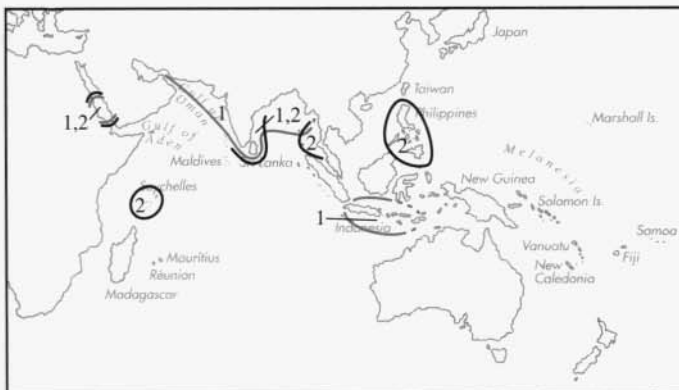 Japan
Taiwan
Philippines
Marshall Is.
1
1,2
Oman
1,2
Gulf of
Aden
Maldives
Sri Lanka
2
2
Melanesia
New Guinea
Solomon Is.
Seychelles
2
1
Indonesia
Samoa
Vanuatu
Fiji
New
Caledonia
Mauritius
Réunion
Madagascar